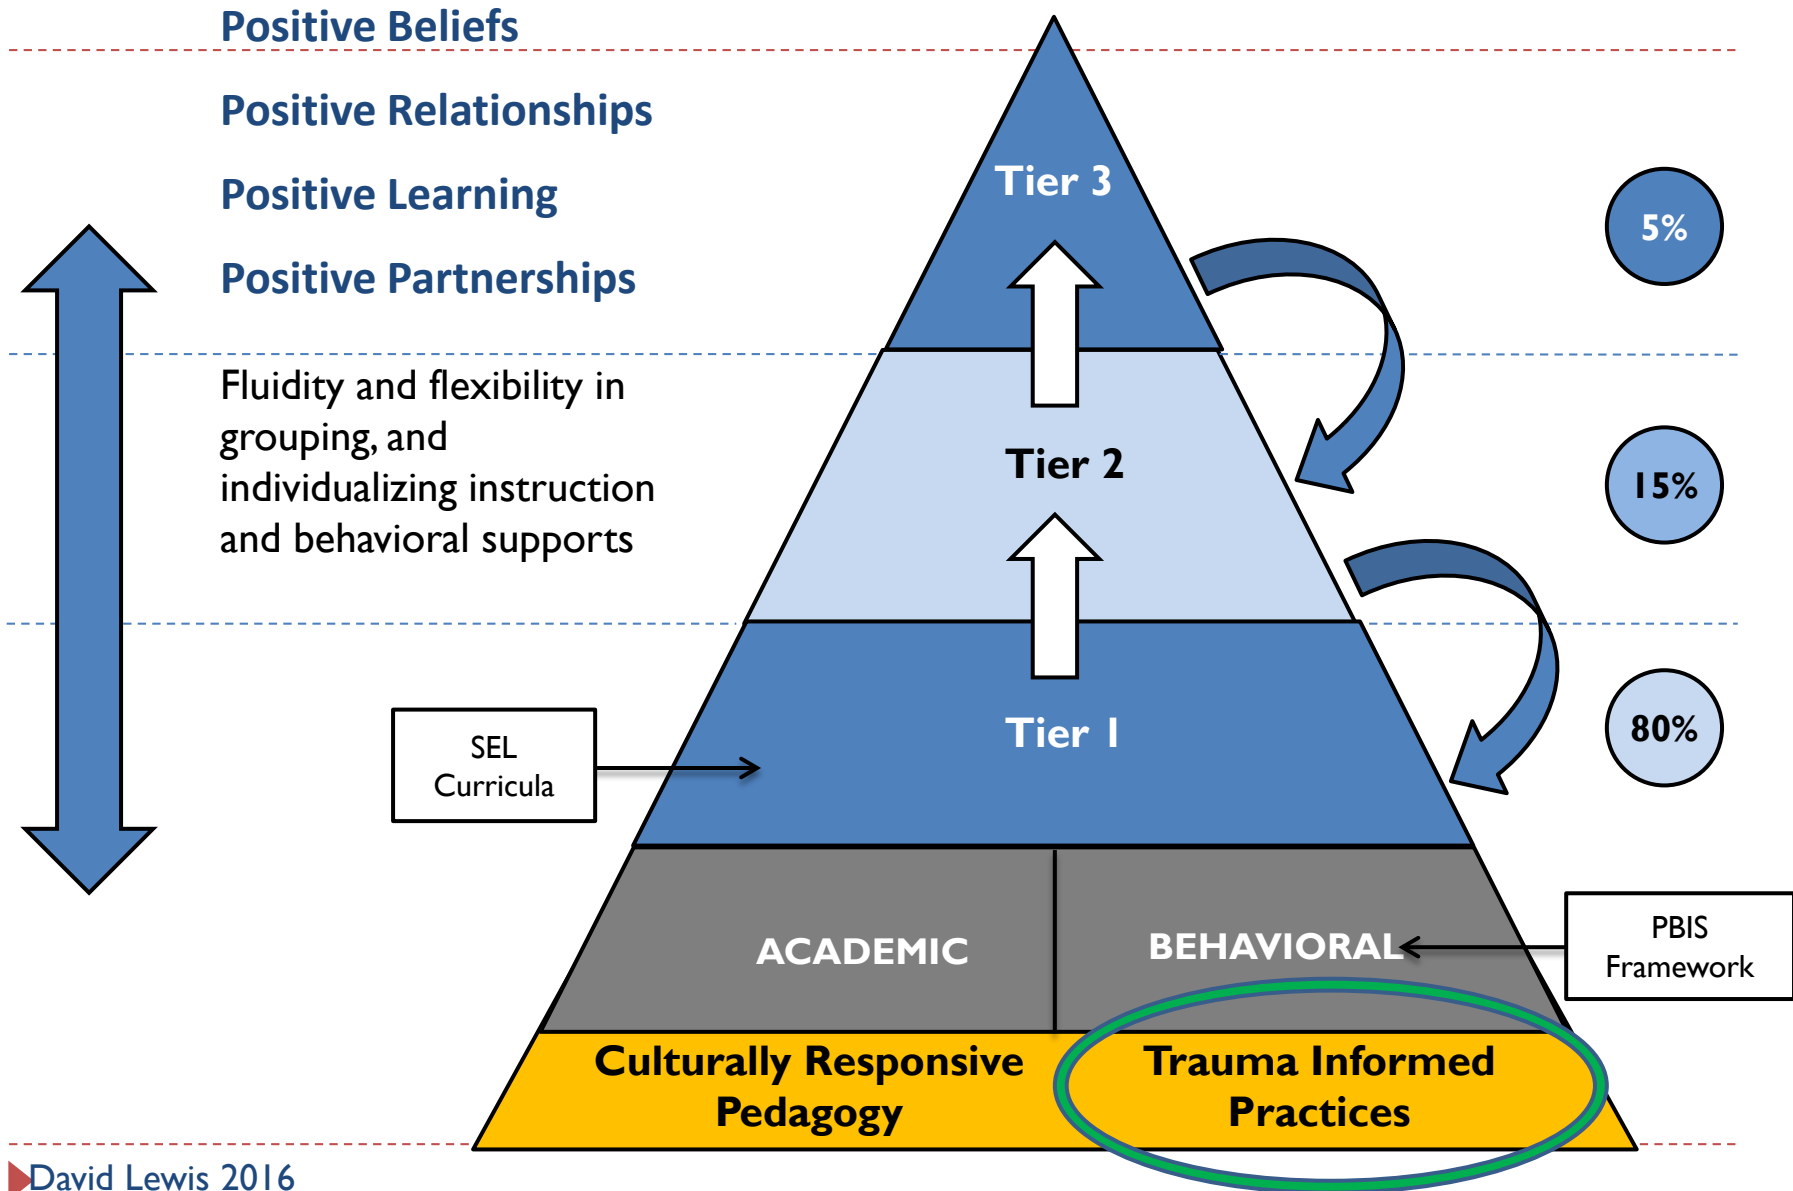 Positive Beliefs
Positive Relationships
Positive Learning
Positive Partnerships
Fluidity and flexibility in
grouping, and
individualizing instruction
and behavioral supports
Tier 3
5%
Tier 2
15%
Tier 1
80%
SEL
Curricula
ACADEMIC
BEHAVIORAL
PBIS
Framework
Culturally Responsive
Pedagogy
Trauma Informed
Practices
David Lewis 2016